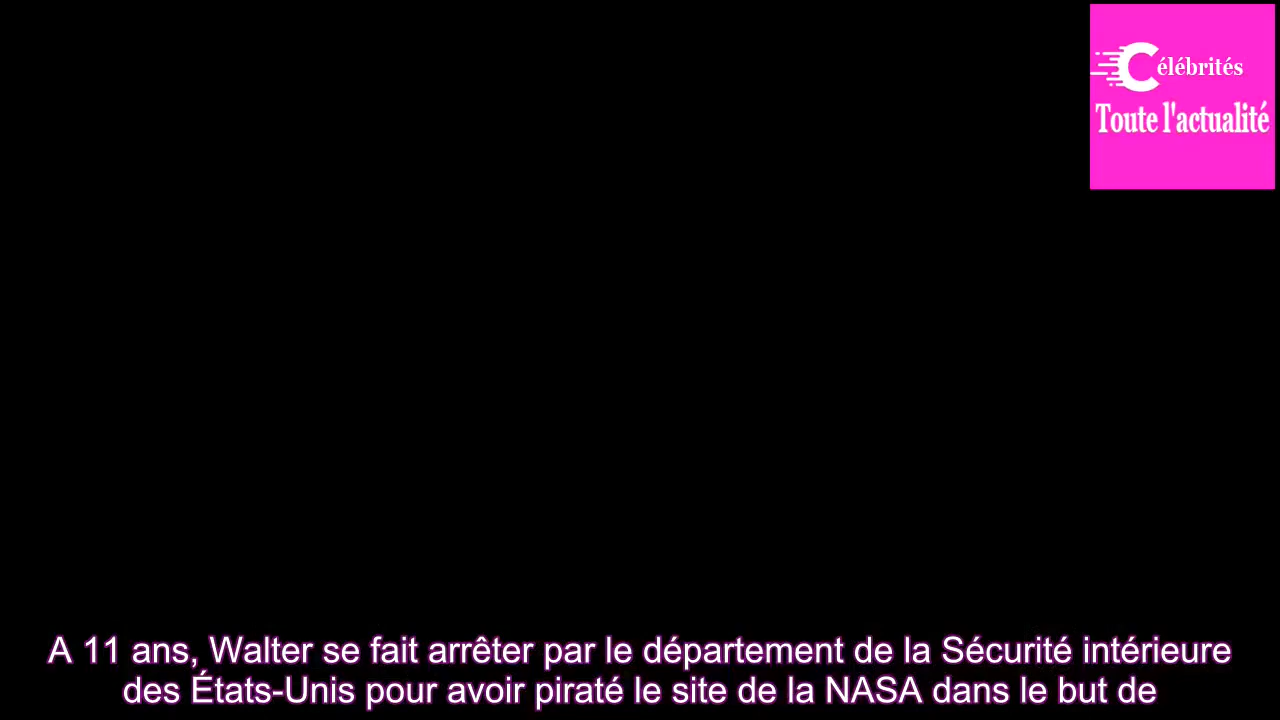 Célébrités
Toute l'actualité
A 11 ans, Walter se fait arrêter par le département de la Sécurité intérieure
des États-Unis pour avoir piraté le site de la NASA dans le but de